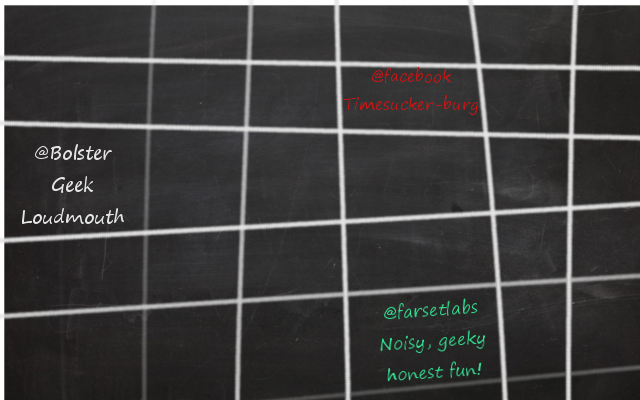 @facebook
Timesucker-burg
@Bolster
Geek
Loudmouth
@farsetlabs
Noisy, geeky
honest fun!